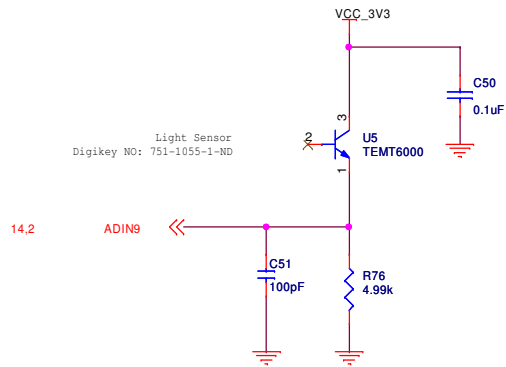 VCC_3V3
C50
0.1uF
3
2
U5
TEMT6000
Light Sensor
Digikey NO: 751-1055-1-ND
1
14,2
ADIN9
C51
100pF
R76
4.99k